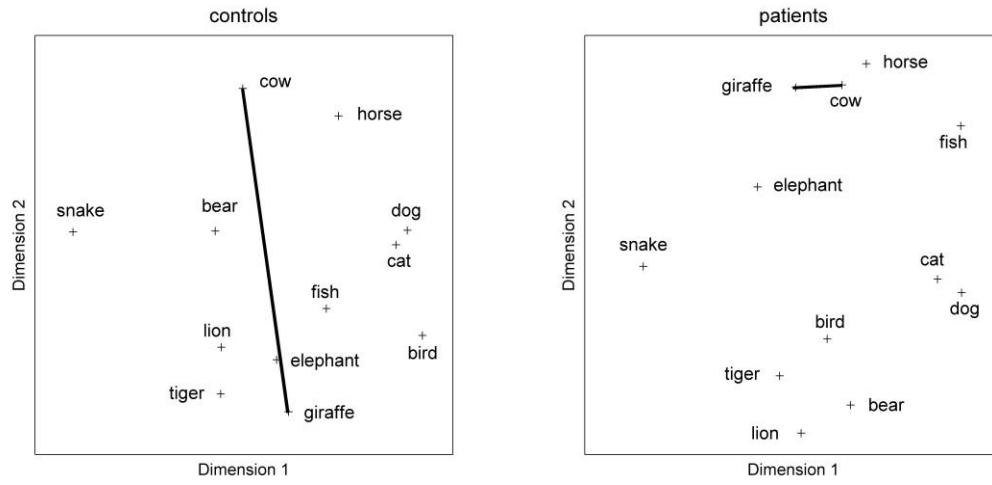 controls
cow
horse
snake
bear
dog
cat
fish
lion
elephant
bird
tiger
giraffe
Dimension 2
Dimension 1
patients
horse
giraffe
cow
fish
elephant
snake
cat
dog
bird
tiger
bear
lion
Dimension 2
Dimension 1